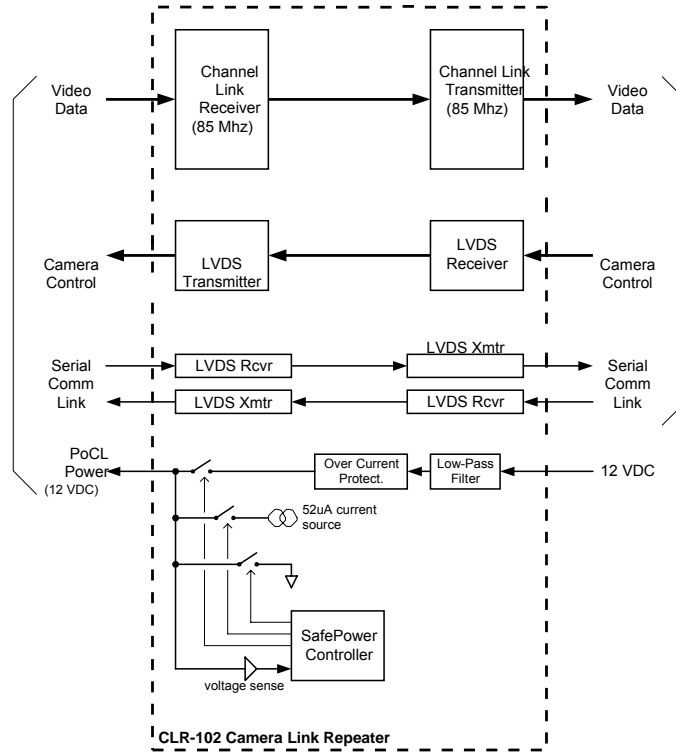 Video
Data
Channel
Link
Receiver
(85 Mhz)
Channel Link
Transmitter
(85 Mhz)
Video
Data
Camera
Control
LVDS
Transmitter
LVDS
Receiver
Camera
Control
Serial
Comm
Link
LVDS Rcvr
LVDS Xmtr
LVDS Xmtr
LVDS Rcvr
Serial
Comm
Link
PoCL
Power
(12 VDC)
Over Current
Protect.
Low-Pass
Filter
12 VDC
52uA current
source
SafePower
Controller
voltage sense
CLR-102 Camera Link Repeater